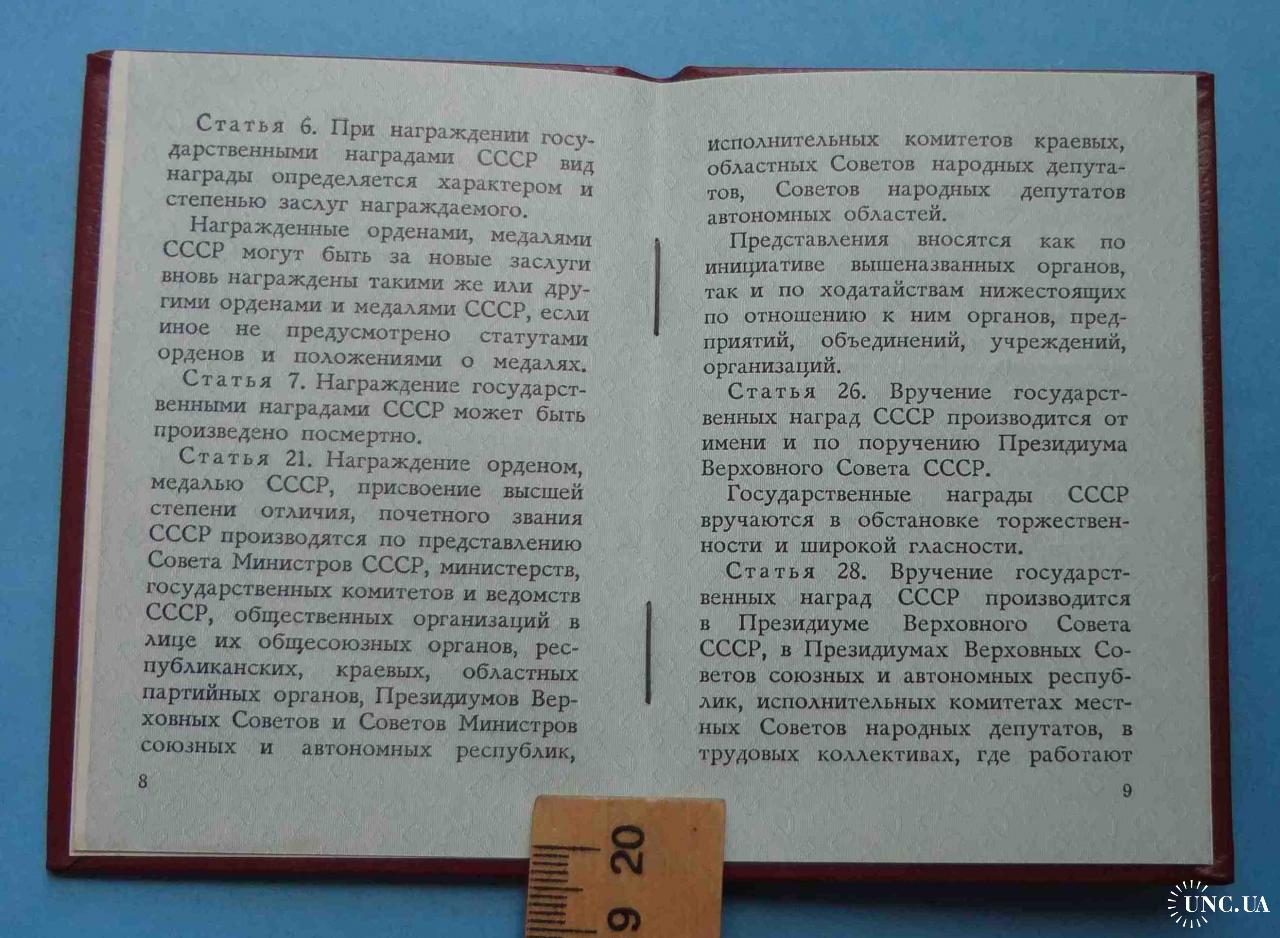 Статья 6. При награждении госу-
дарственными наградами СССР вид
награды определяется характером и
степенью заслуг награждаемого.
Награжденные орденами, медалями
СССР могут быть за новые заслуги
вновь награждены такими же или дру-
гими орденами и медалями СССР, если
иное не предусмотрено статутами
орденов и положениями о медалях.
Статья 7. Награждение государст-
венными наградами СССР может быть
произведено посмертно.
Статья 21. Награждение орденом,
медалью СССР, присвоение высшей
степени отличия, почетного звания
СССР производятся по представлению
Совета Министров СССР, министерств,
государственных комитетов и ведомств
СССР, общественных организаций в
лице их общесоюзных органов, рес-
публиканских, краевых, областных
партийных органов, Президиумов Вер-
ховных Советов и Советов Министров
союзных и автономных республик,
8
исполнительных комитетов краевых,
областных Советов народных депута-
тов, Советов народных депутатов
автономных областей.
Представления вносятся как по
инициативе вышеназванных органов,
так и по ходатайствам нижестоящих
по отношению к ним органов, пред-
приятий, объединений, учреждений,
организаций.
Статья 26. Вручение государст-
венных наград СССР производится от
имени и по поручению Президиума
Верховного Совета СССР.
Государственные награды СССР
вручаются в обстановке торжествен-
ности и широкой гласности.
Статья 28. Вручение государст-
венных наград СССР производится
в Президиуме Верховного Совета
СССР, в Президиумах Верховных Со-
ветов союзных и автономных респуб-
лик, исполнительных комитетах мест-
ных Советов народных депутатов, в
трудовых коллективах, где работают
9
20
9
UNC.UA